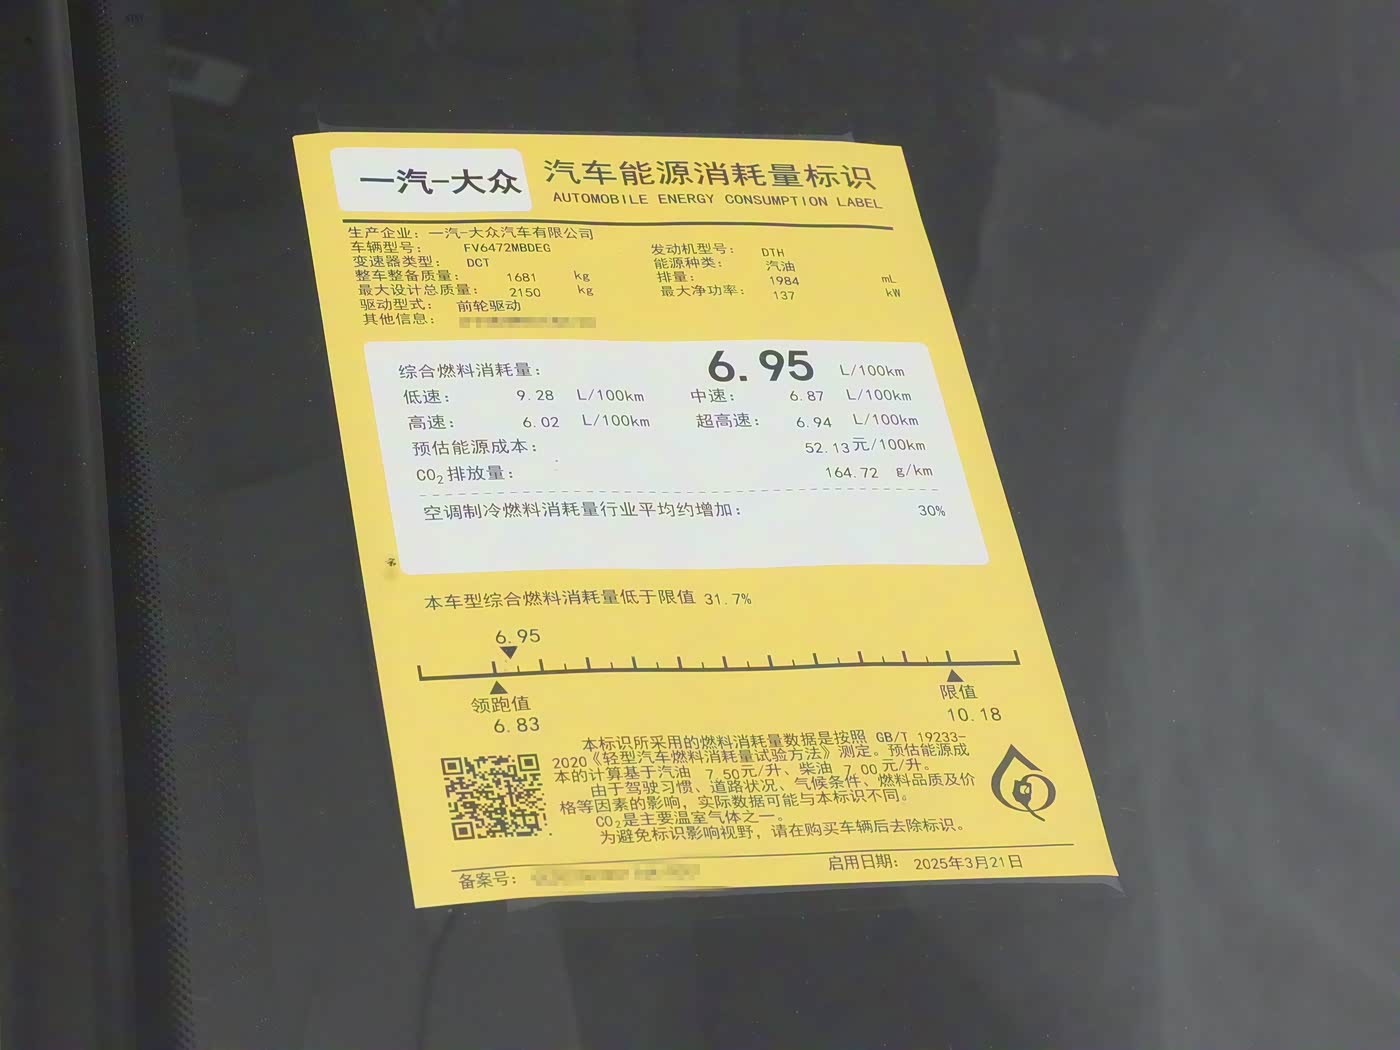 一汽-大众 汽车能源消耗量标识
AUTOMOBILE ENERGY CONSUMPTION LABEL
生产企业：一汽-大众汽车有限公司
车辆型号： FV6472MBDEG 发动机型号： DTH
变速器类型： DCT 能源种类： 汽油
整车整备质量： 1681 kg 排量： 1984 mL
最大设计总质量： 2150 kg 最大净功率： 137 kW
驱动型式： 前轮驱动
其他信息：
综合燃料消耗量： 6.95 L/100km
低速： 9.28 L/100km 中速： 6.87 L/100km
高速： 6.02 L/100km 超高速： 6.94 L/100km
预估能源成本： 52.13元/100km
CO₂排放量： 164.72 g/km
空调制冷燃料消耗量行业平均约增加： 30%
本车型综合燃料消耗量低于限值 31.7%
6.95
领跑值 限值
6.83 10.18
本标识所采用的燃料消耗量数据是按照 GB/T 19233-
2020《轻型汽车燃料消耗量试验方法》测定。预估能源成
本的计算基于汽油 7.50元/升、柴油 7.00元/升。
由于驾驶习惯、道路状况、气候条件、燃料品质及价
格等因素的影响，实际数据可能与本标识不同。
CO₂是主要温室气体之一。
为避免标识影响视野，请在购买车辆后去除标识。
备案号： 启用日期： 2025年3月21日